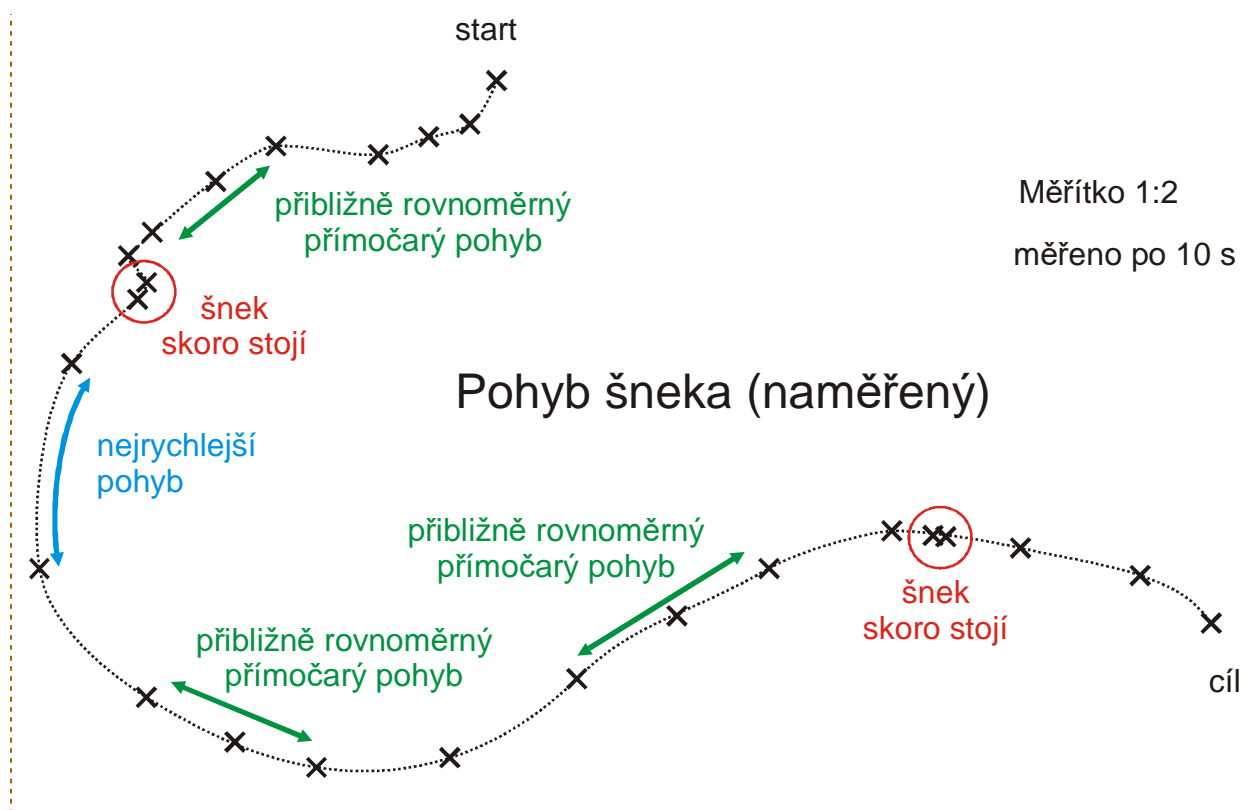 start
přibližně rovnoměrný
přímočarý pohyb
Měřítko 1:2
měřeno po 10 s
šnek
skoro stojí
Pohyb šneka (naměřený)
nejrychlejší
pohyb
přibližně rovnoměrný
přímočarý pohyb
šnek
skoro stojí
přibližně rovnoměrný
přímočarý pohyb
cíl